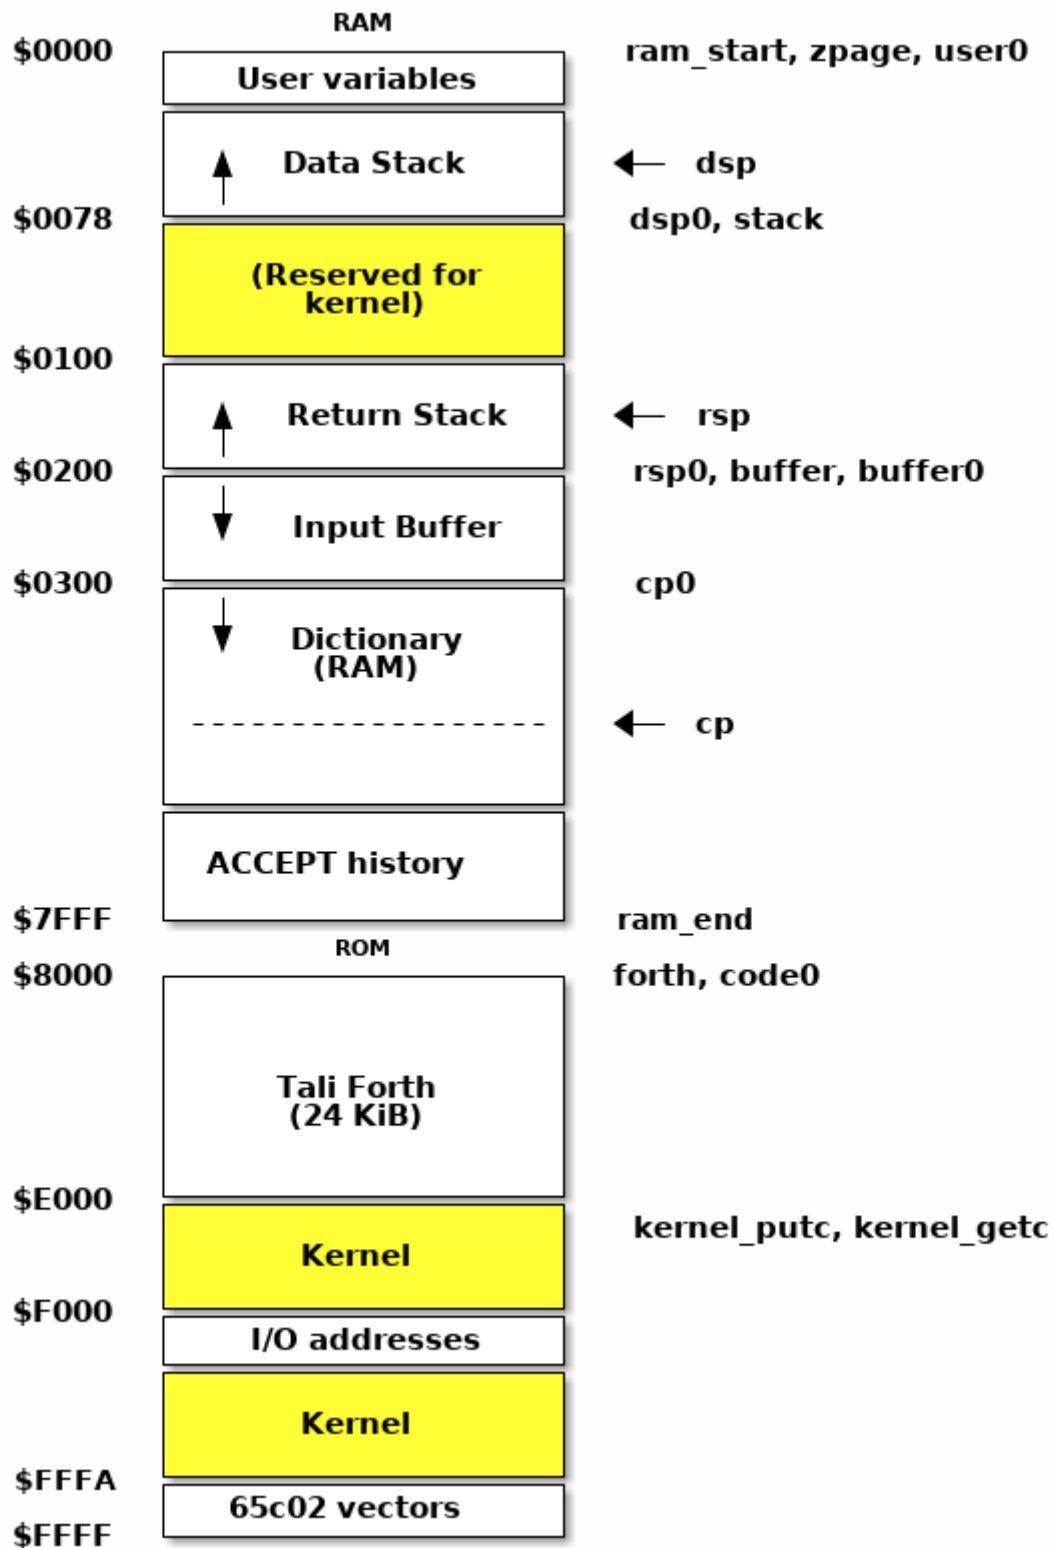 RAM
$0000 ram_start, zpage, user0
User variables
Data Stack dsp
$0078 dsp0, stack
(Reserved for
kernel)
$0100
Return Stack rsp
$0200 rsp0, buffer, buffer0
Input Buffer
$0300 cp0
Dictionary
(RAM)
cp
ACCEPT history
$7FFF ram_end
ROM
$8000 forth, code0
Tali Forth
(24 KiB)
$E000
kernel_putc, kernel_getc
Kernel
$F000
I/O addresses
Kernel
$FFFA
65c02 vectors
$FFFF